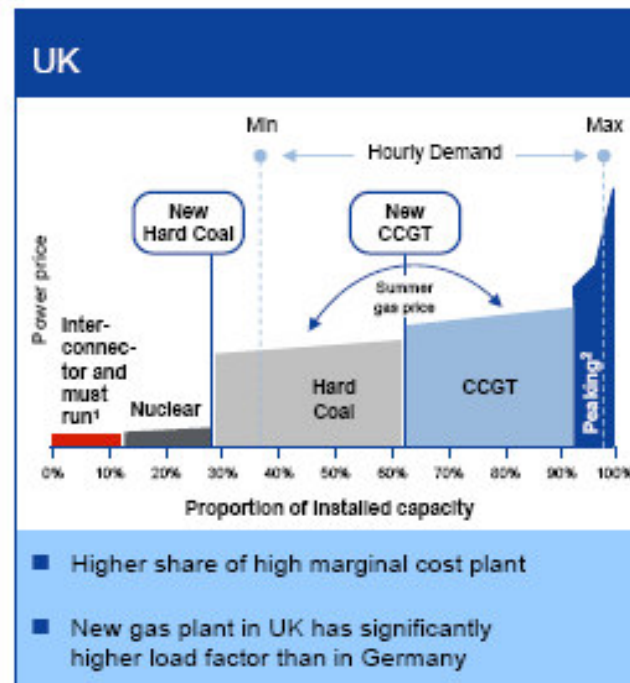 UK
Min
Max
Hourly Demand
New
Hard Coal
New
CCGT
Power price
Summer
gas price
Inter-
connec-
tor and
must
run¹
Nuclear
Hard
Coal
CCGT
Peaking²
0% 10% 20% 30% 40% 50% 60% 70% 80% 90% 100%
Proportion of Installed capacity
Higher share of high marginal cost plant
New gas plant in UK has significantly
higher load factor than in Germany